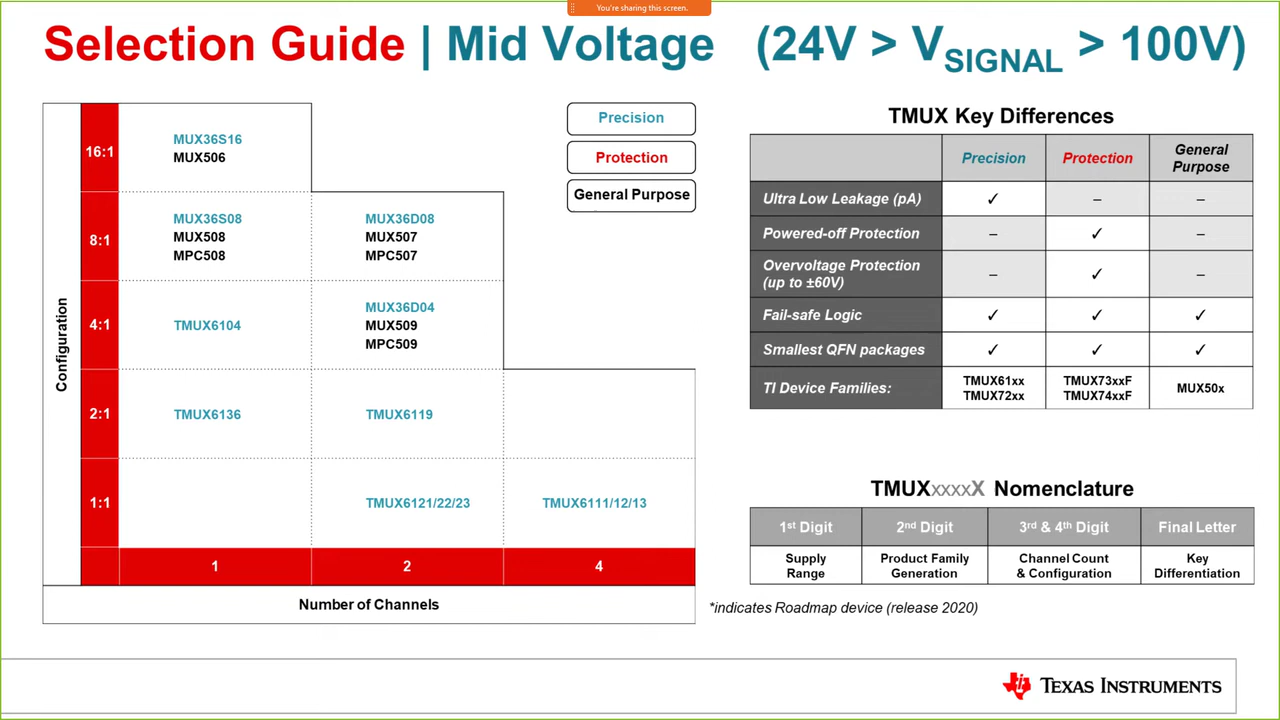 You're sharing this screen.
Selection Guide | Mid Voltage (24V > VSIGNAL > 100V)
Precision
Protection
General Purpose
Configuration
16:1
MUX36S16
MUX506
8:1
MUX36S08
MUX508
MPC508
MUX36D08
MUX507
MPC507
4:1
TMUX6104
MUX36D04
MUX509
MPC509
2:1
TMUX6136
TMUX6119
1:1
TMUX6121/22/23
TMUX6111/12/13
1
2
4
Number of Channels
TMUX Key Differences
Precision
Protection
General
Purpose
Ultra Low Leakage (pA)
✓
–
–
Powered-off Protection
–
✓
–
Overvoltage Protection
(up to ±60V)
–
✓
–
Fail-safe Logic
✓
✓
✓
Smallest QFN packages
✓
✓
✓
TI Device Families:
TMUX61xx
TMUX72xx
TMUX73xxF
TMUX74xxF
MUX50x
TMUXxxxxX Nomenclature
1st Digit
2nd Digit
3rd & 4th Digit
Final Letter
Supply
Range
Product Family
Generation
Channel Count
& Configuration
Key
Differentiation
*indicates Roadmap device (release 2020)
TEXAS INSTRUMENTS